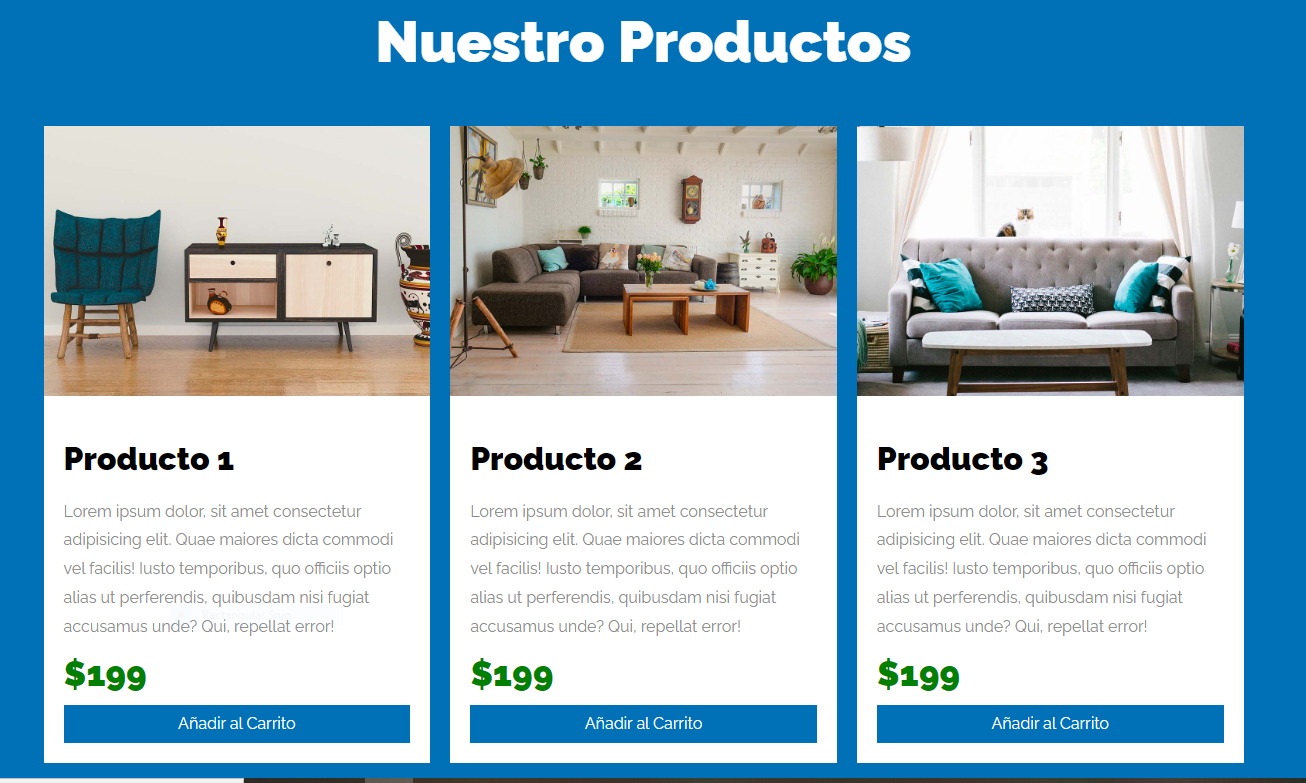 Nuestro Productos
Producto 1
Lorem ipsum dolor, sit amet consectetur
adipisicing elit. Quae maiores dicta commodi
vel facilis! Iusto temporibus, quo officiis optio
alias ut perferendis, quibusdam nisi fugiat
accusamus unde? Qui, repellat error!
$199
Añadir al Carrito
Producto 2
Lorem ipsum dolor, sit amet consectetur
adipisicing elit. Quae maiores dicta commodi
vel facilis! Iusto temporibus, quo officiis optio
alias ut perferendis, quibusdam nisi fugiat
accusamus unde? Qui, repellat error!
$199
Añadir al Carrito
Producto 3
Lorem ipsum dolor, sit amet consectetur
adipisicing elit. Quae maiores dicta commodi
vel facilis! Iusto temporibus, quo officiis optio
alias ut perferendis, quibusdam nisi fugiat
accusamus unde? Qui, repellat error!
$199
Añadir al Carrito